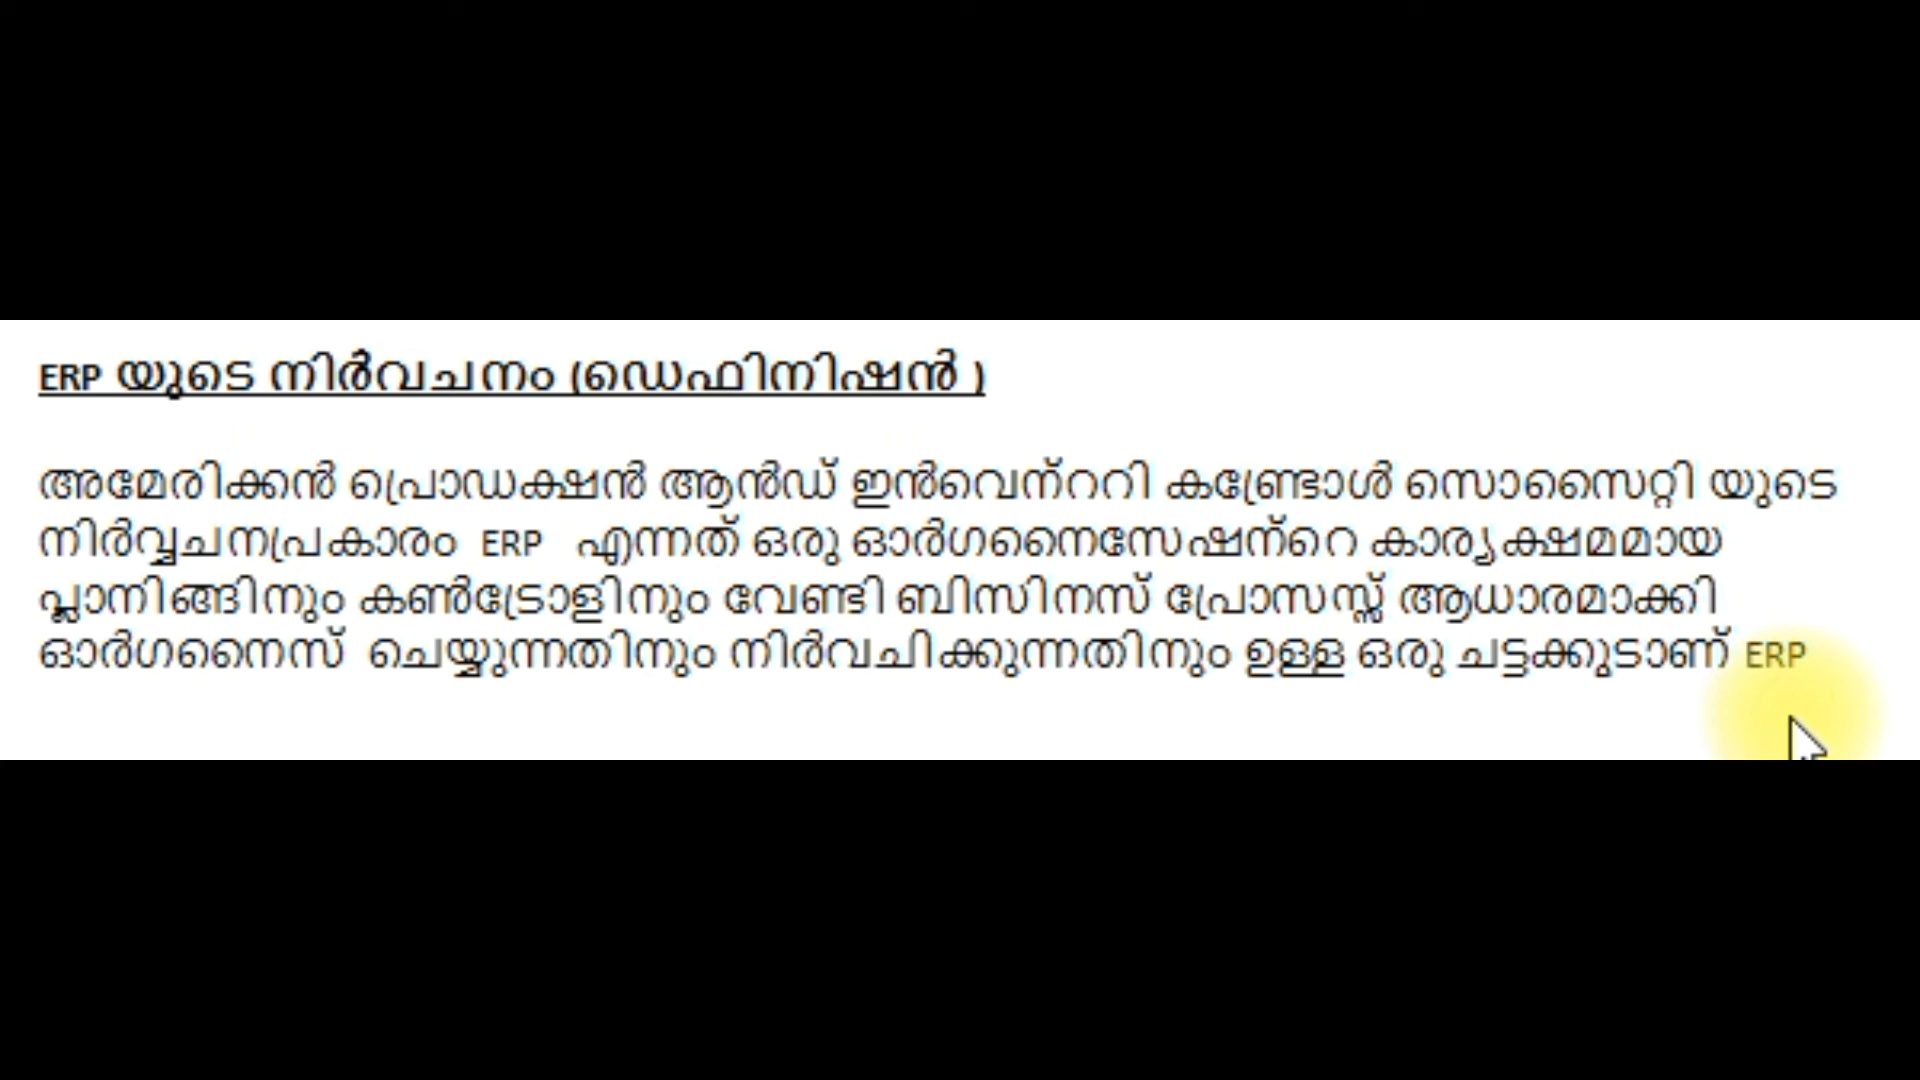 ERP യുടെ നിർവചനം (ഡെഫിനിഷൻ )
അമേരിക്കൻ പ്രൊഡക്ഷൻ ആൻഡ് ഇൻവെന്ററി കണ്ട്രോൾ സൊസൈറ്റി യുടെ
നിർവ്വചനപ്രകാരം ERP എന്നത് ഒരു ഓർഗനൈസേഷന്റെ കാര്യക്ഷമമായ
പ്ലാനിങ്ങിനും കൺട്രോളിനും വേണ്ടി ബിസിനസ് പ്രോസസ്സ് ആധാരമാക്കി
ഓർഗനൈസ് ചെയ്യുന്നതിനും നിർവചിക്കുന്നതിനും ഉള്ള ഒരു ചട്ടക്കുടാണ് ERP